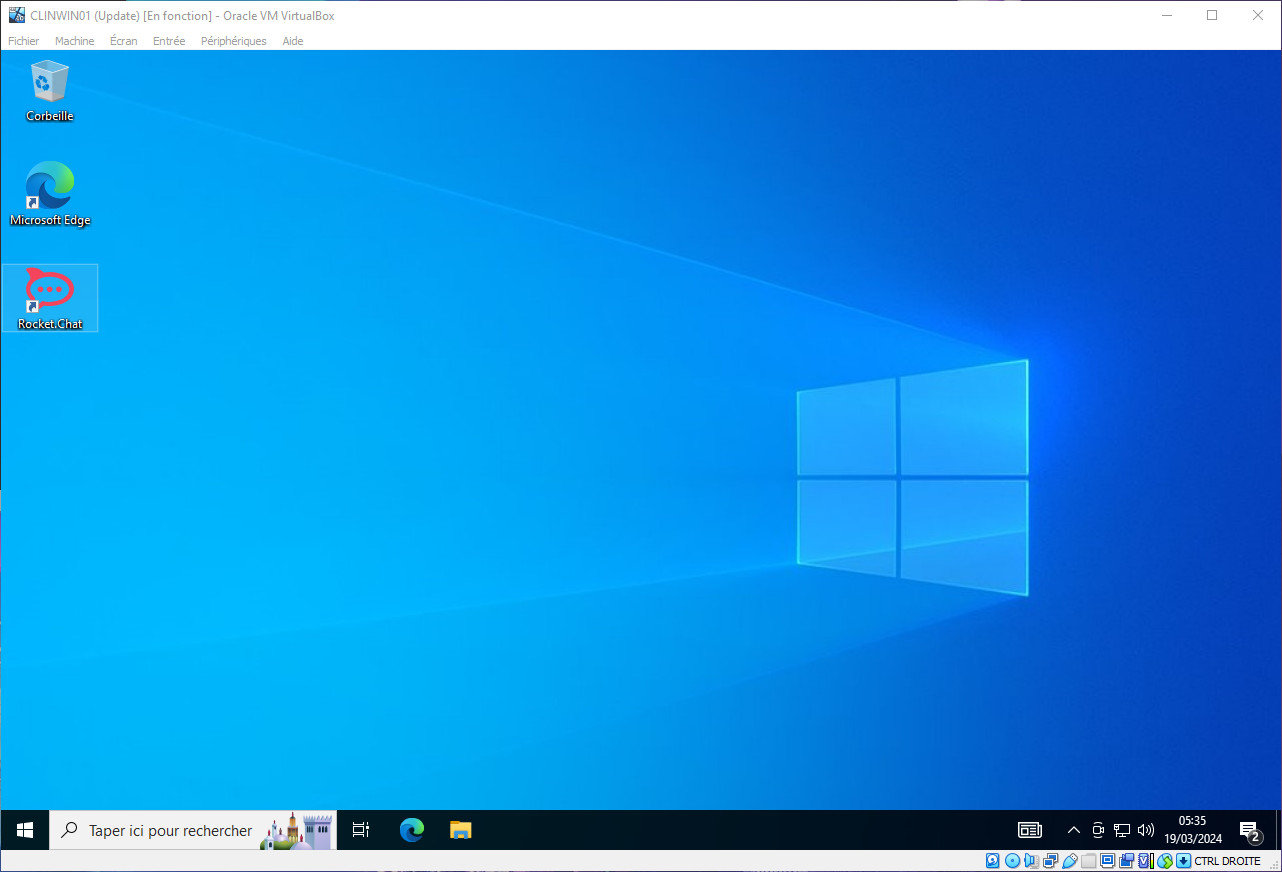 CLINWIN01 (Update) [En fonction] - Oracle VM VirtualBox
Fichier Machine Écran Entrée Périphériques Aide
Corbeille
Microsoft Edge
Rocket.Chat
Taper ici pour rechercher
05:35
19/03/2024
2
CTRL DROITE